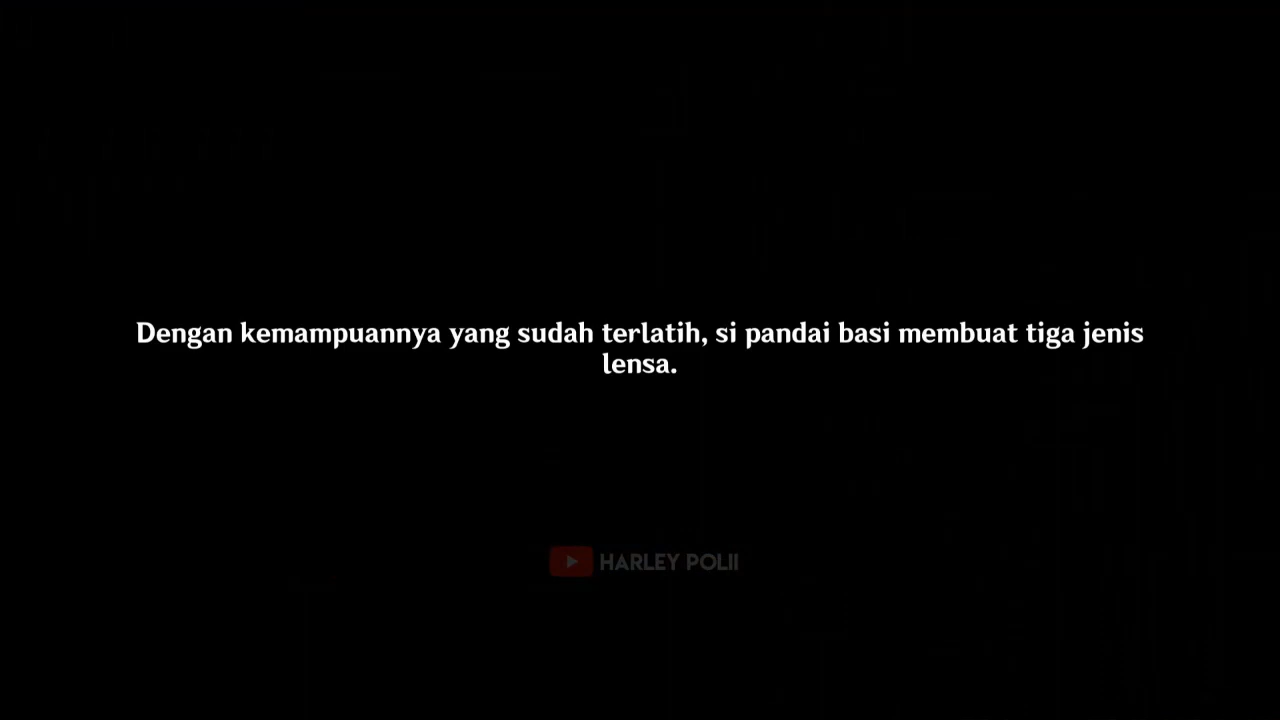 Dengan kemampuannya yang sudah terlatih, si pandai basi membuat tiga jenis
lensa.
HARLEY POLII